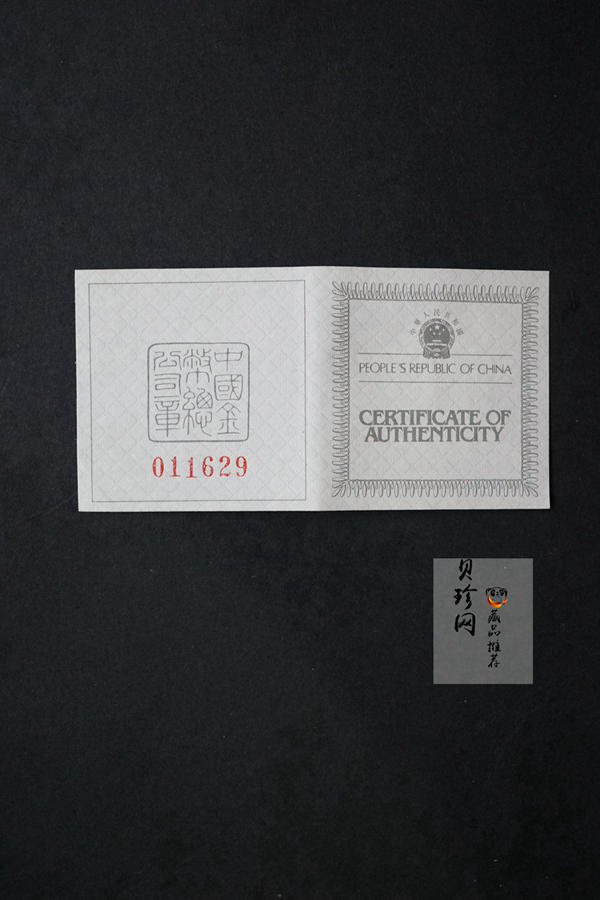 中國金
幣總
公司章
011629
中華人民共和國
PEOPLE'S REPUBLIC OF CHINA
CERTIFICATE OF
AUTHENTICITY
贝珍网
藏品推荐